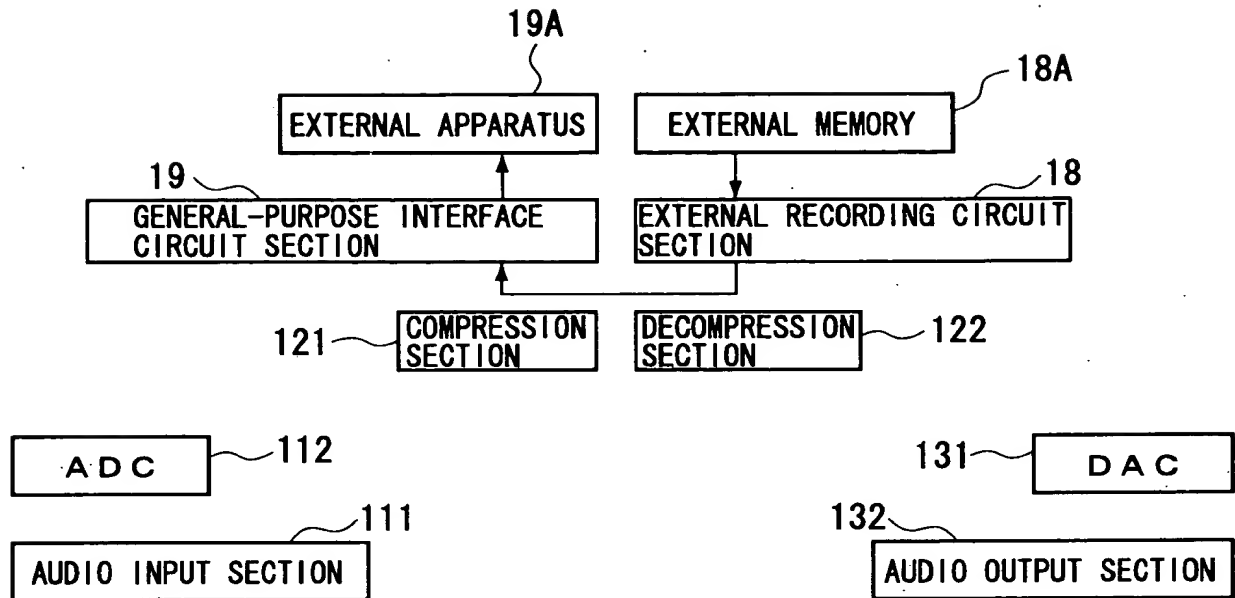 19A
18A
EXTERNAL APPARATUS
EXTERNAL MEMORY
19
18
GENERAL-PURPOSE INTERFACE
CIRCUIT SECTION
EXTERNAL RECORDING CIRCUIT
SECTION
121
COMPRESSION
SECTION
DECOMPRESSION
SECTION
122
ADC
112
131
DAC
111
132
AUDIO INPUT SECTION
AUDIO OUTPUT SECTION